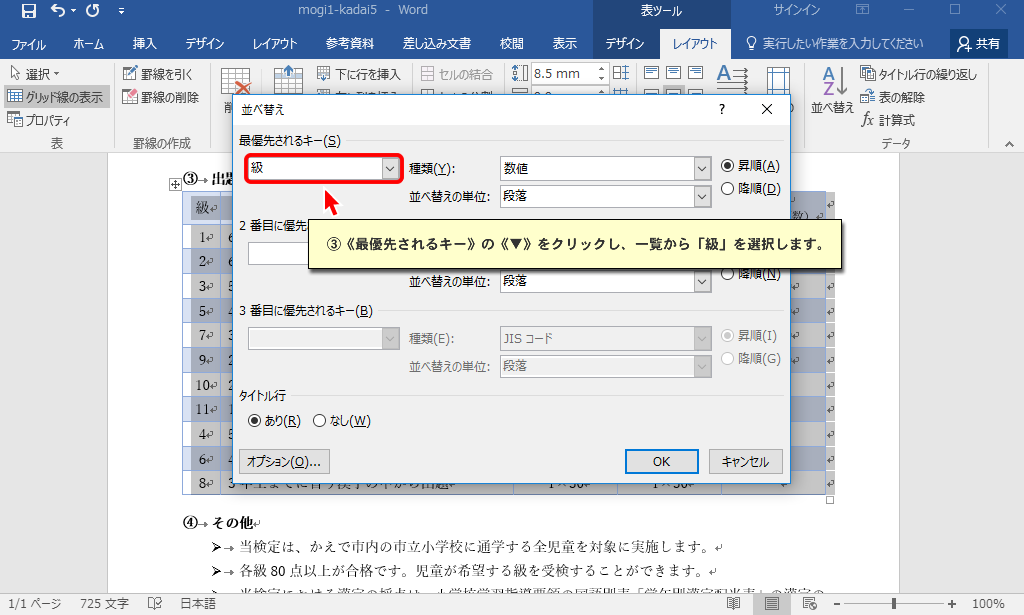 mogi1-kadai5 - Word
表ツール
サインイン
ファイル ホーム 挿入 デザイン レイアウト 参考資料 差し込み文書 校閲 表示 デザイン レイアウト 実行したい作業を入力してください 共有
選択
グリッド線の表示
プロパティ
表
罫線を引く
罫線の削除
罫線の作成
下に行を挿入
セルの結合
8.5 mm
並べ替え
タイトル行の繰り返し
表の解除
fx 計算式
データ
並べ替え
? ×
最優先されるキー(S)
級
種類(Y):
数値
昇順(A)
降順(D)
並べ替えの単位:
段落
2 番目に優先
③《最優先されるキー》の《▼》をクリックし、一覧から「級」を選択します。
降順(N)
並べ替えの単位:
段落
3 番目に優先されるキー(B)
種類(E):
JIS コード
昇順(I)
降順(G)
並べ替えの単位:
段落
タイトル行
あり(R) なし(W)
オプション(O)...
OK
キャンセル
③→ 出題
級
1
2
3
5
7
9
10
11
4
6
8
④→ その他
➢→ 当検定は、かえで市内の市立小学校に通学する全児童を対象に実施します。
➢→ 各級 80 点以上が合格です。児童が希望する級を受検することができます。
1/1 ページ 725 文字 日本語 100%